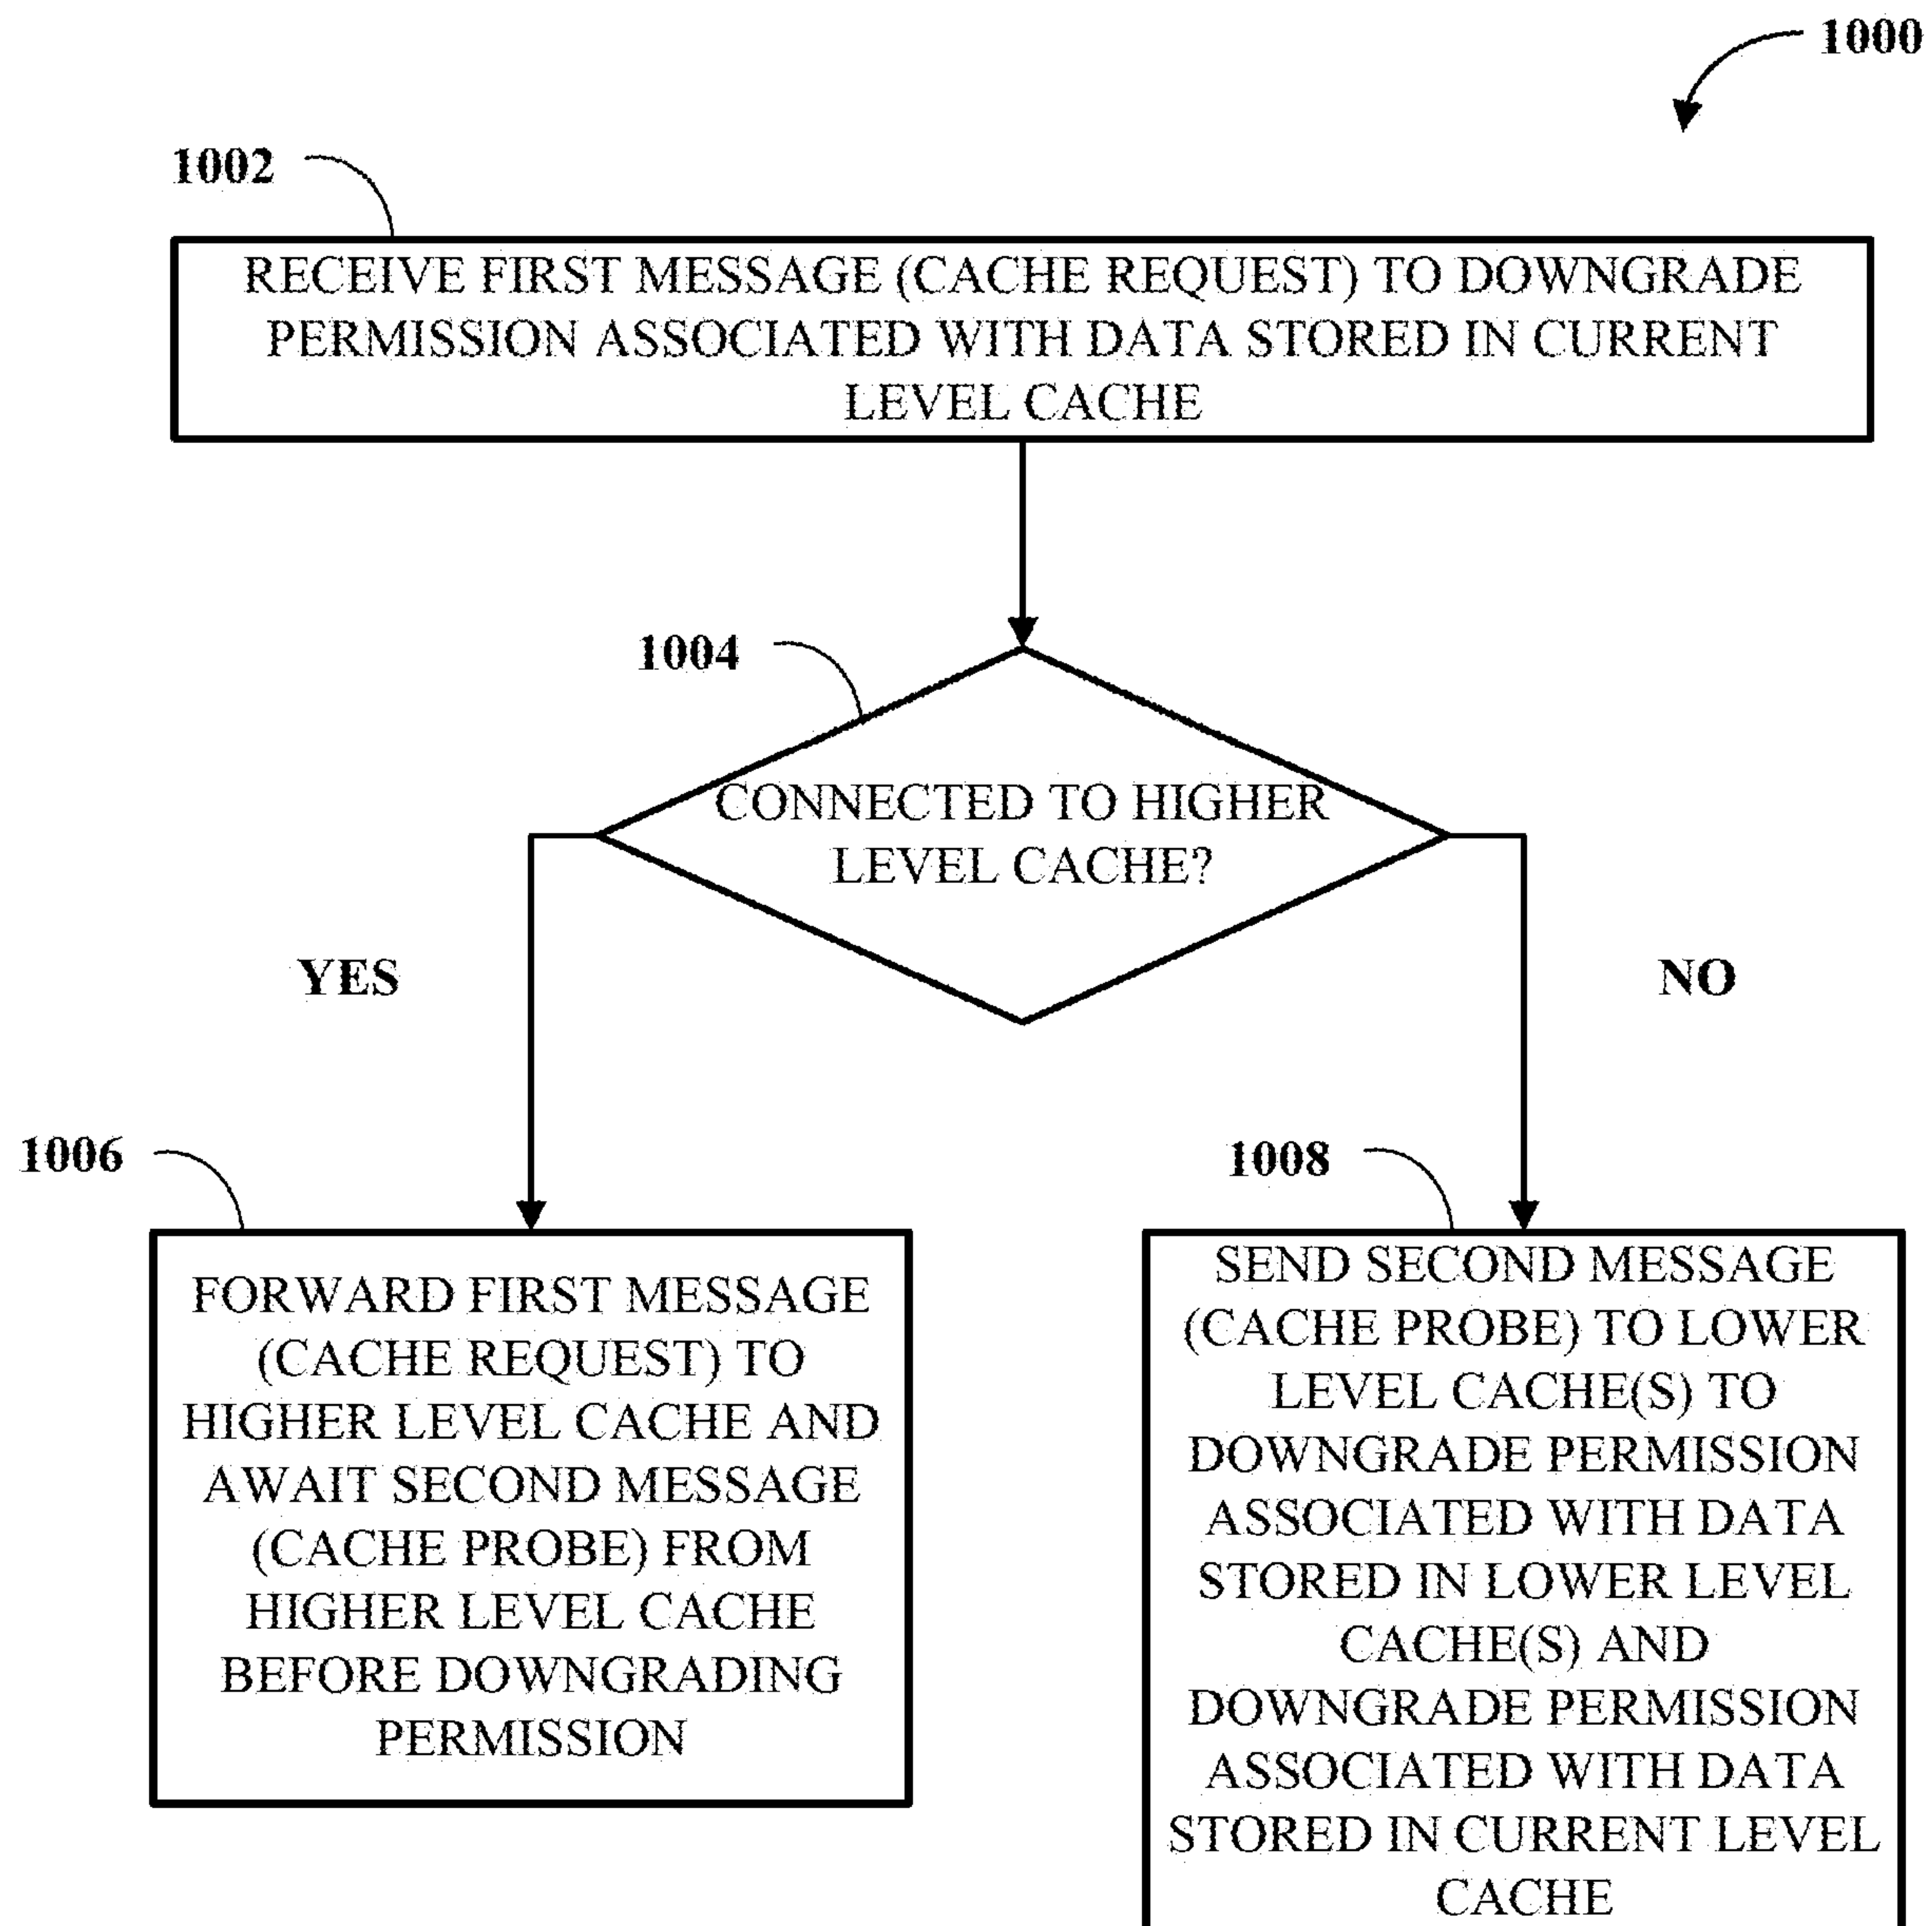 1000
1002
RECEIVE FIRST MESSAGE (CACHE REQUEST) TO DOWNGRADE
PERMISSION ASSOCIATED WITH DATA STORED IN CURRENT
LEVEL CACHE
1004
CONNECTED TO HIGHER
LEVEL CACHE?
YES
NO
1006
FORWARD FIRST MESSAGE
(CACHE REQUEST) TO
HIGHER LEVEL CACHE AND
AWAIT SECOND MESSAGE
(CACHE PROBE) FROM
HIGHER LEVEL CACHE
BEFORE DOWNGRADING
PERMISSION
1008
SEND SECOND MESSAGE
(CACHE PROBE) TO LOWER
LEVEL CACHE(S) TO
DOWNGRADE PERMISSION
ASSOCIATED WITH DATA
STORED IN LOWER LEVEL
CACHE(S) AND
DOWNGRADE PERMISSION
ASSOCIATED WITH DATA
STORED IN CURRENT LEVEL
CACHE